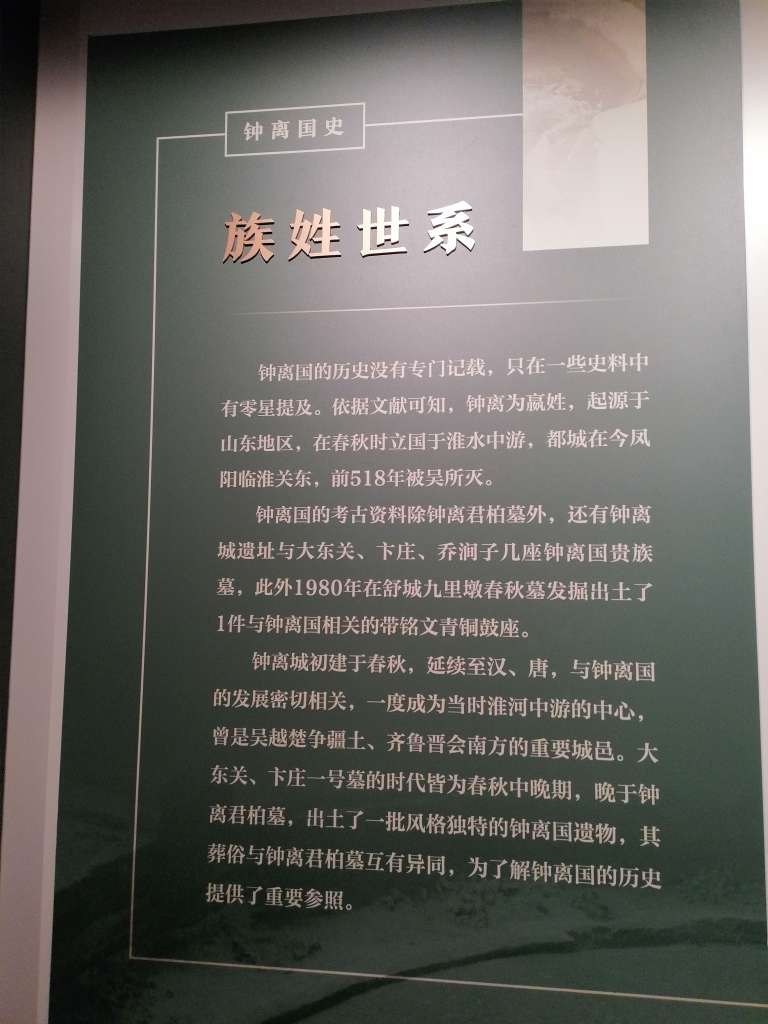 钟离国史
族姓世系
钟离国的历史没有专门记载，只在一些史料中
有零星提及。依据文献可知，钟离为嬴姓，起源于
山东地区，在春秋时立国于淮水中游，都城在今凤
阳临淮关东，前518年被吴所灭。
钟离国的考古资料除钟离君柏墓外，还有钟离
城遗址与大东关、卞庄、乔涧子几座钟离国贵族
墓，此外1980年在舒城九里墩春秋墓发掘出土了
1件与钟离国相关的带铭文青铜鼓座。
钟离城初建于春秋，延续至汉、唐，与钟离国
的发展密切相关，一度成为当时淮河中游的中心，
曾是吴越楚争疆土、齐鲁晋会南方的重要城邑。大
东关、卞庄一号墓的时代皆为春秋中晚期，晚于钟
离君柏墓，出土了一批风格独特的钟离国遗物，其
葬俗与钟离君柏墓互有异同，为了解钟离国的历史
提供了重要参照。